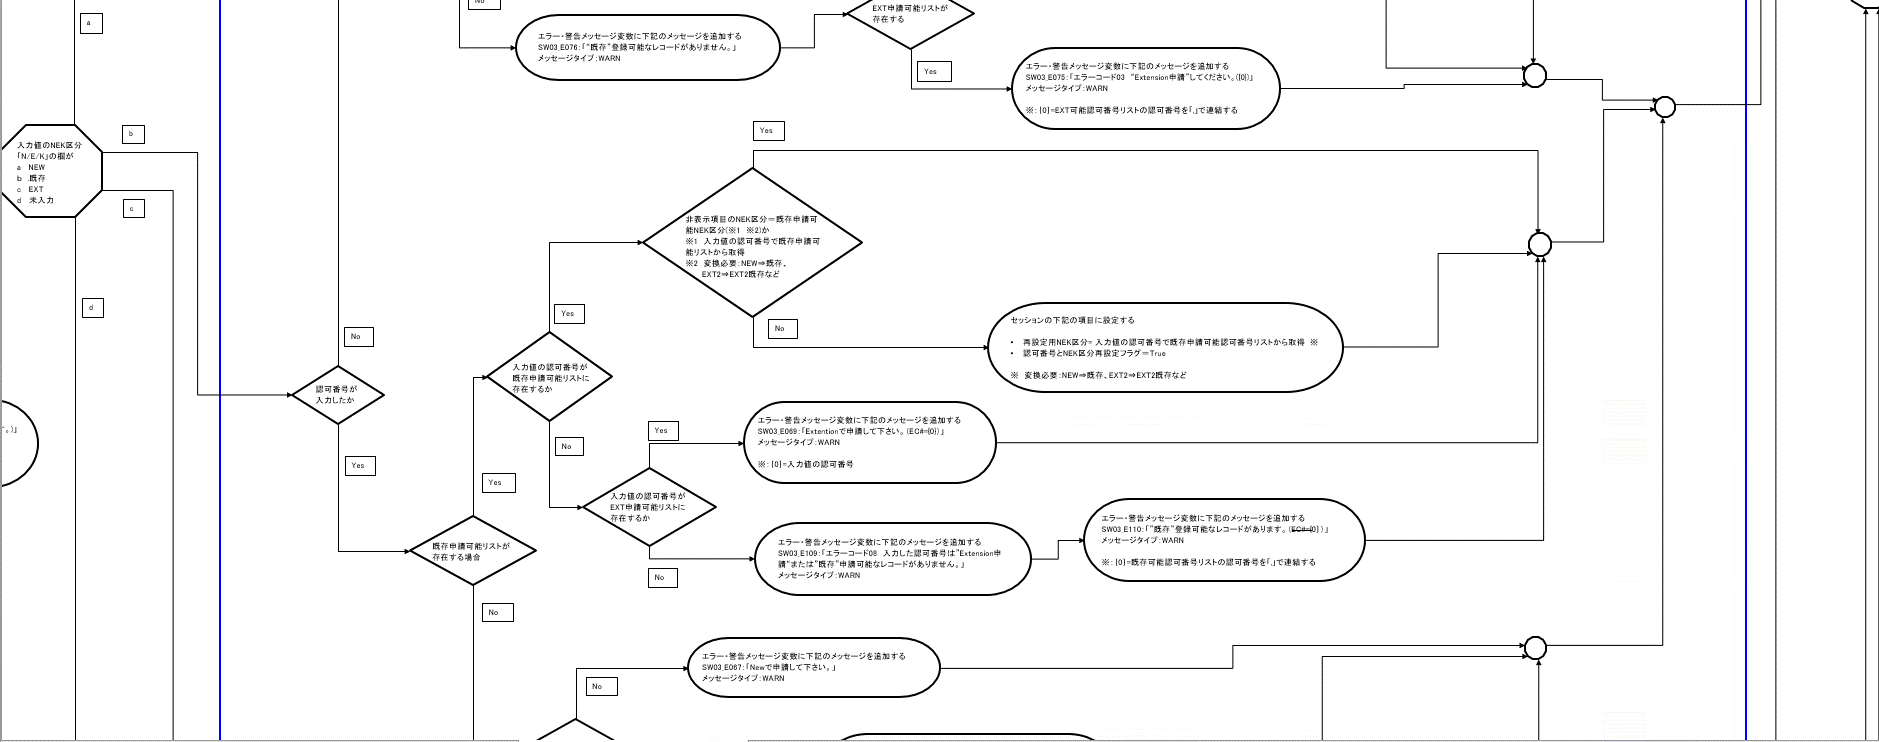 a
No
エラー・警告メッセージ変数に下記のメッセージを追加する
SW03_E076：「"既存"登録可能なレコードがありません。」
メッセージタイプ：WARN
EXT申請可能リストが
存在する
Yes
エラー・警告メッセージ変数に下記のメッセージを追加する
SW03_E075：「エラーコード03　"Extension申請"してください。({0})」
メッセージタイプ：WARN
※：{0}=EXT可能認可番号リストの認可番号を「,」で連結する
b
入力値のNEK区分
「N/E/K」の欄が
a　NEW
b　既存
c　EXT
d　未入力
c
d
Yes
非表示項目のNEK区分＝既存申請可
能NEK区分(※1　※2)か
※1　入力値の認可番号で既存申請可
能リストから取得
※2　変換必要：NEW⇒既存、
EXT2⇒EXT2既存など
No
セッションの下記の項目に設定する
・　再設定用NEK区分= 入力値の認可番号で既存申請可能認可番号リストから取得　※
・　認可番号とNEK区分再設定フラグ＝True
※　変換必要：NEW⇒既存、EXT2⇒EXT2既存など
Yes
No
入力値の認可番号が
既存申請可能リストに
存在するか
認可番号が
入力したか
Yes
No
Yes
エラー・警告メッセージ変数に下記のメッセージを追加する
SW03_E069：「Extentionで申請して下さい。(EC#={0})」
メッセージタイプ：WARN
※：{0}=入力値の認可番号
。)」
Yes
入力値の認可番号が
EXT申請可能リストに
存在するか
No
エラー・警告メッセージ変数に下記のメッセージを追加する
SW03_E109：「エラーコード08　入力した認可番号は"Extension申
請"または"既存"申請可能なレコードがありません。」
メッセージタイプ：WARN
エラー・警告メッセージ変数に下記のメッセージを追加する
SW03_E110：「"既存"登録可能なレコードがあります。(EC#={0})」
メッセージタイプ：WARN
※：{0}=既存可能認可番号リストの認可番号を「,」で連結する
既存申請可能リストが
存在する場合
No
エラー・警告メッセージ変数に下記のメッセージを追加する
SW03_E067：「Newで申請して下さい。」
メッセージタイプ：WARN
No